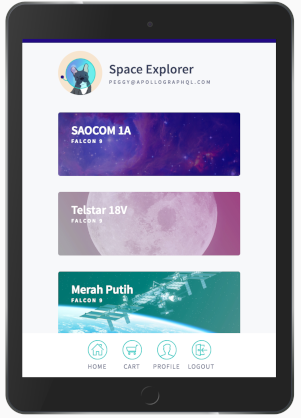 Space Explorer
PEGGY@APOLLOGRAPHQL.COM
SAOCOM 1A
FALCON 9
Telstar 18V
FALCON 9
Merah Putih
FALCON 9
HOME CART PROFILE LOGOUT